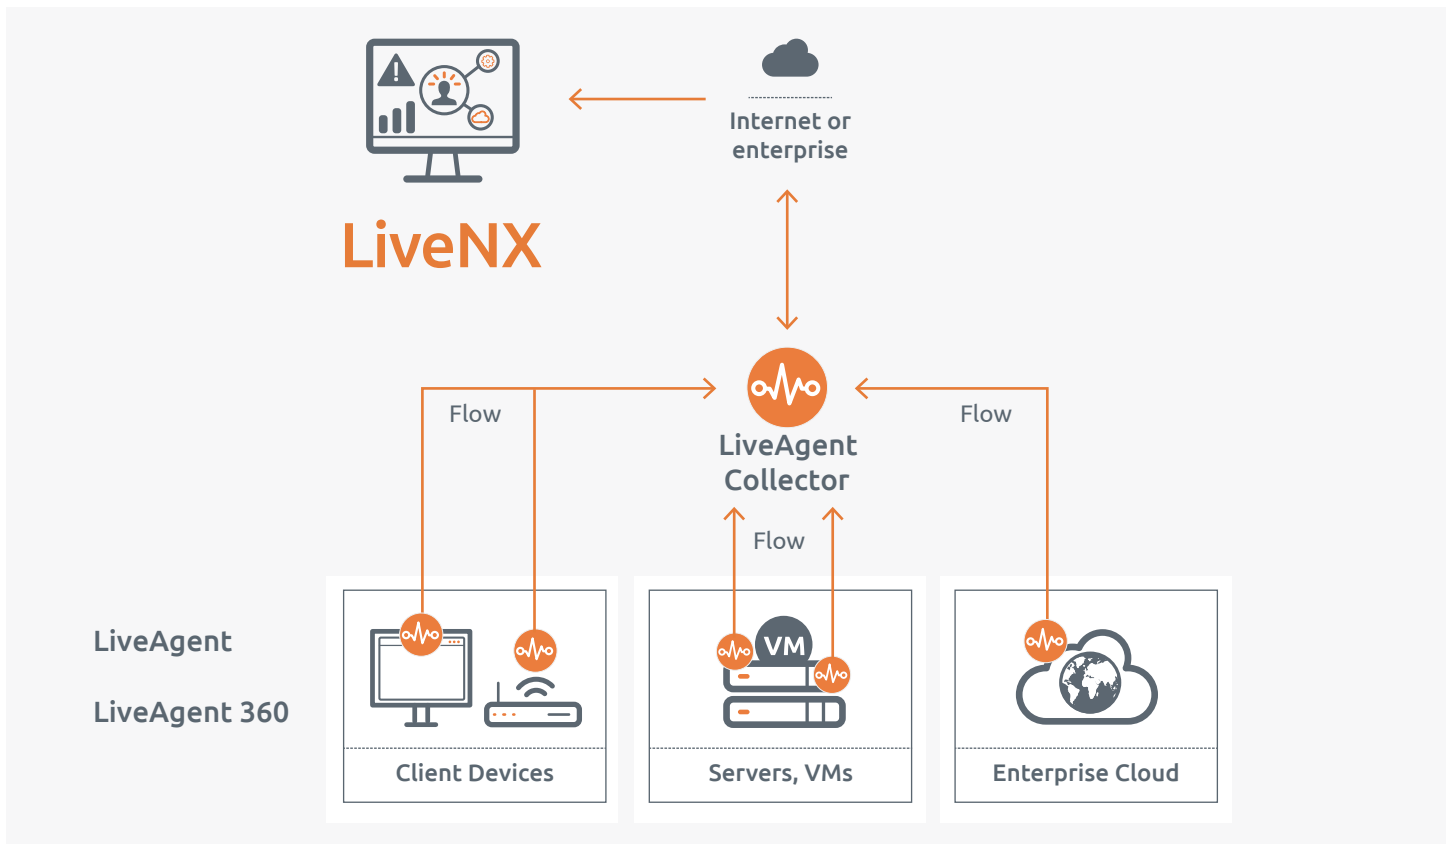 Internet or
enterprise
LiveNX
Flow
Flow
LiveAgent
Collector
Flow
LiveAgent
LiveAgent 360
VM
Client Devices
Servers, VMs
Enterprise Cloud